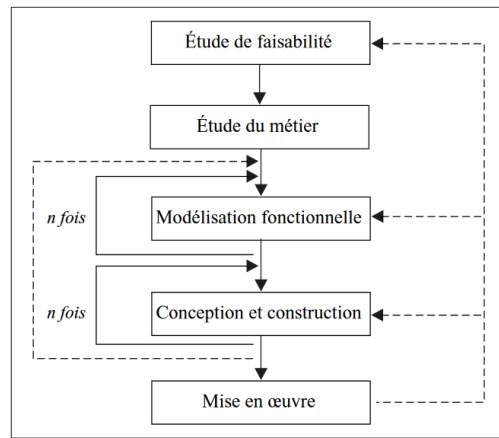 Étude de faisabilité
Étude du métier
n fois
Modélisation fonctionnelle
n fois
Conception et construction
Mise en œuvre